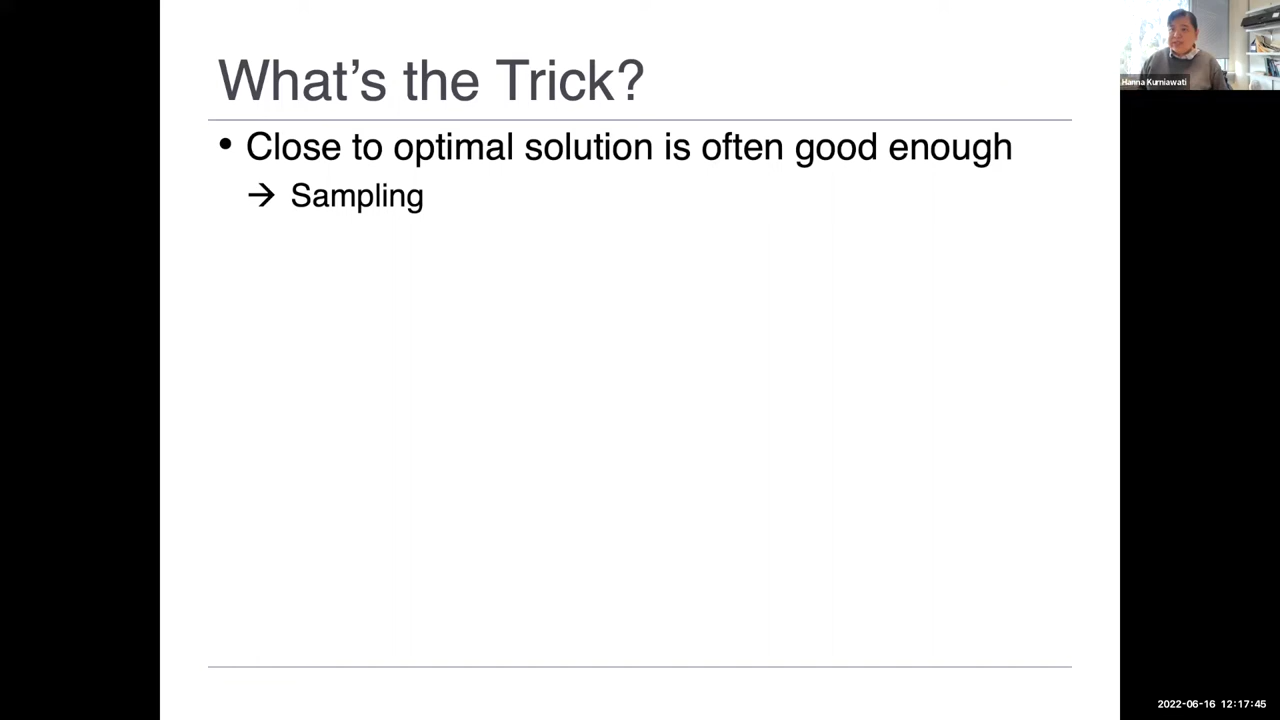 What's the Trick?
• Close to optimal solution is often good enough
→ Sampling
Hanna Kurniawati
2022-06-16 12:17:45